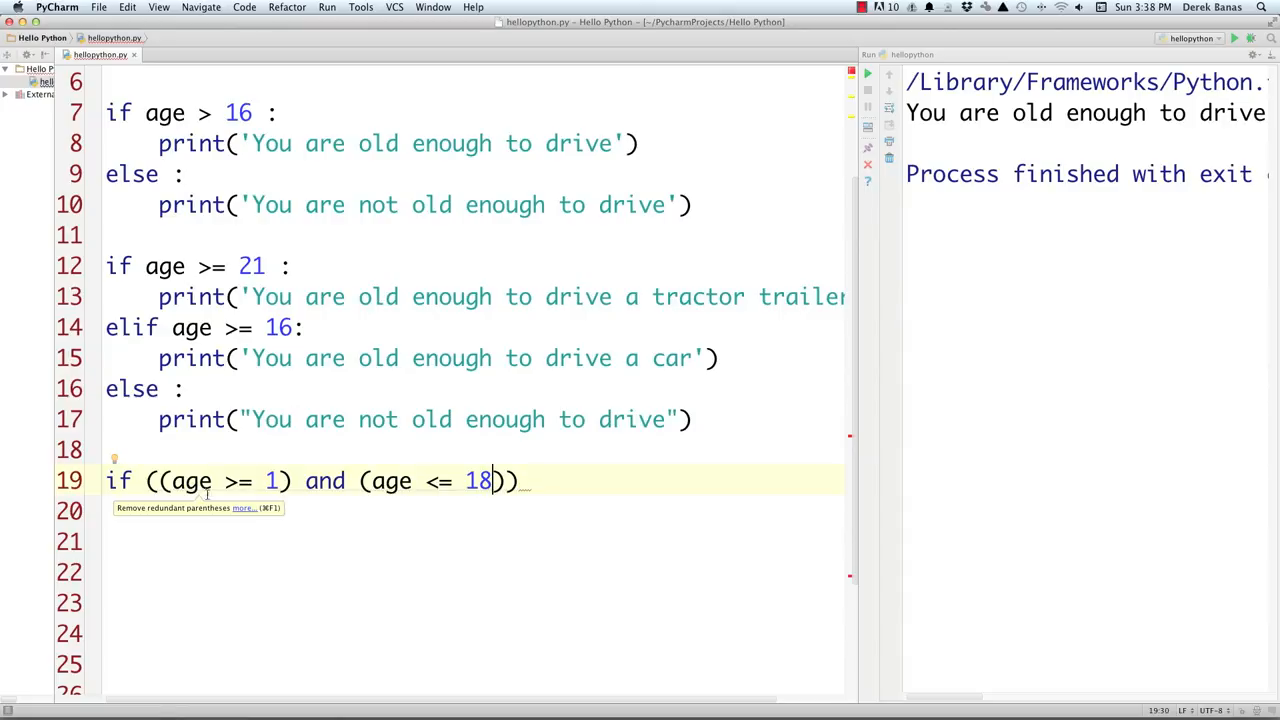 PyCharm File Edit View Navigate Code Refactor Run Tools VCS Window Help 10 Sun 3:38 PM Derek Banas
hellopython.py - Hello Python - [~/PycharmProjects/Hello Python]
Hello Python hellopython.py hellopython
hellopython.py × Run hellopython
Hello P
hell
Externa
6
7 if age > 16 :
8 print('You are old enough to drive')
9 else :
10 print('You are not old enough to drive')
11
12 if age >= 21 :
13 print('You are old enough to drive a tractor trailer
14 elif age >= 16:
15 print('You are old enough to drive a car')
16 else :
17 print("You are not old enough to drive")
18
19 if ((age >= 1) and (age <= 18))
Remove redundant parentheses more... (⌘F1)
20
21
22
23
24
25
26
/Library/Frameworks/Python.
You are old enough to drive
Process finished with exit
19:30 LF UTF-8